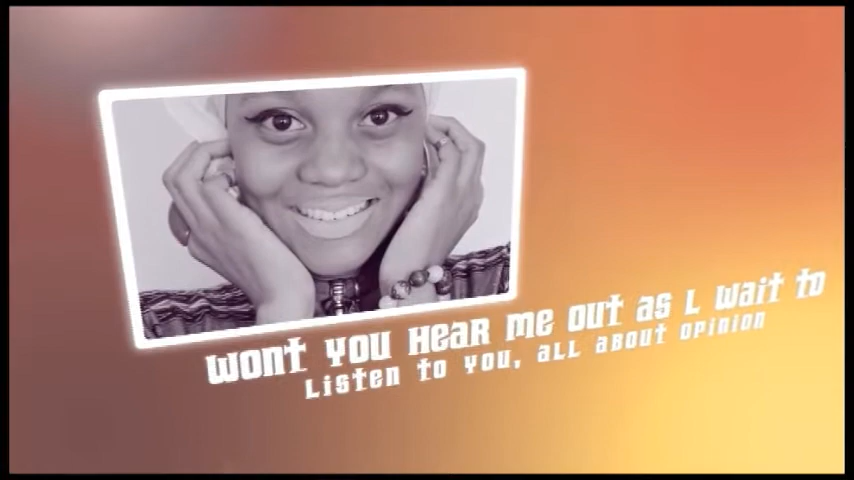 WONT YOU HEAR ME OUT AS L WAIT TO
LISTEN TO YOU, ALL ABOUT OPINION